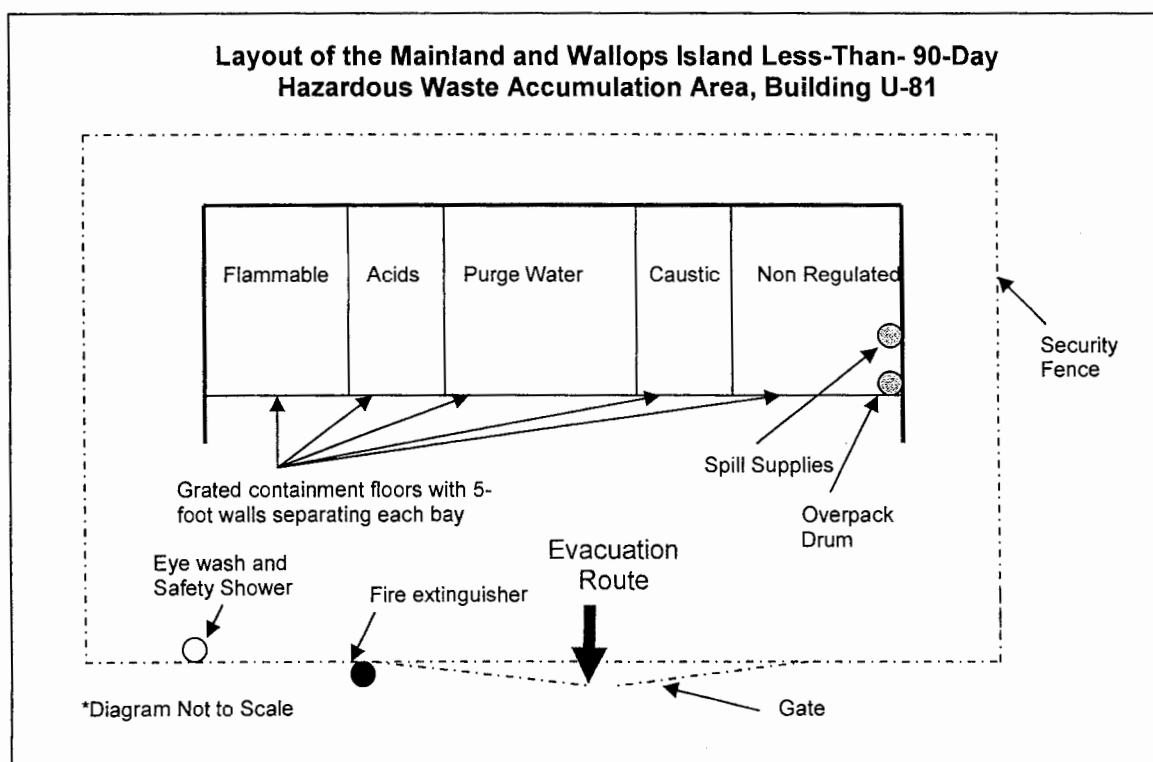 Layout of the Mainland and Wallops Island Less-Than- 90-Day
Hazardous Waste Accumulation Area, Building U-81
Flammable
Acids
Purge Water
Caustic
Non Regulated
Security
Fence
Spill Supplies
Grated containment floors with 5-
foot walls separating each bay
Overpack
Drum
Eye wash and
Safety Shower
Fire extinguisher
Evacuation
Route
*Diagram Not to Scale
Gate